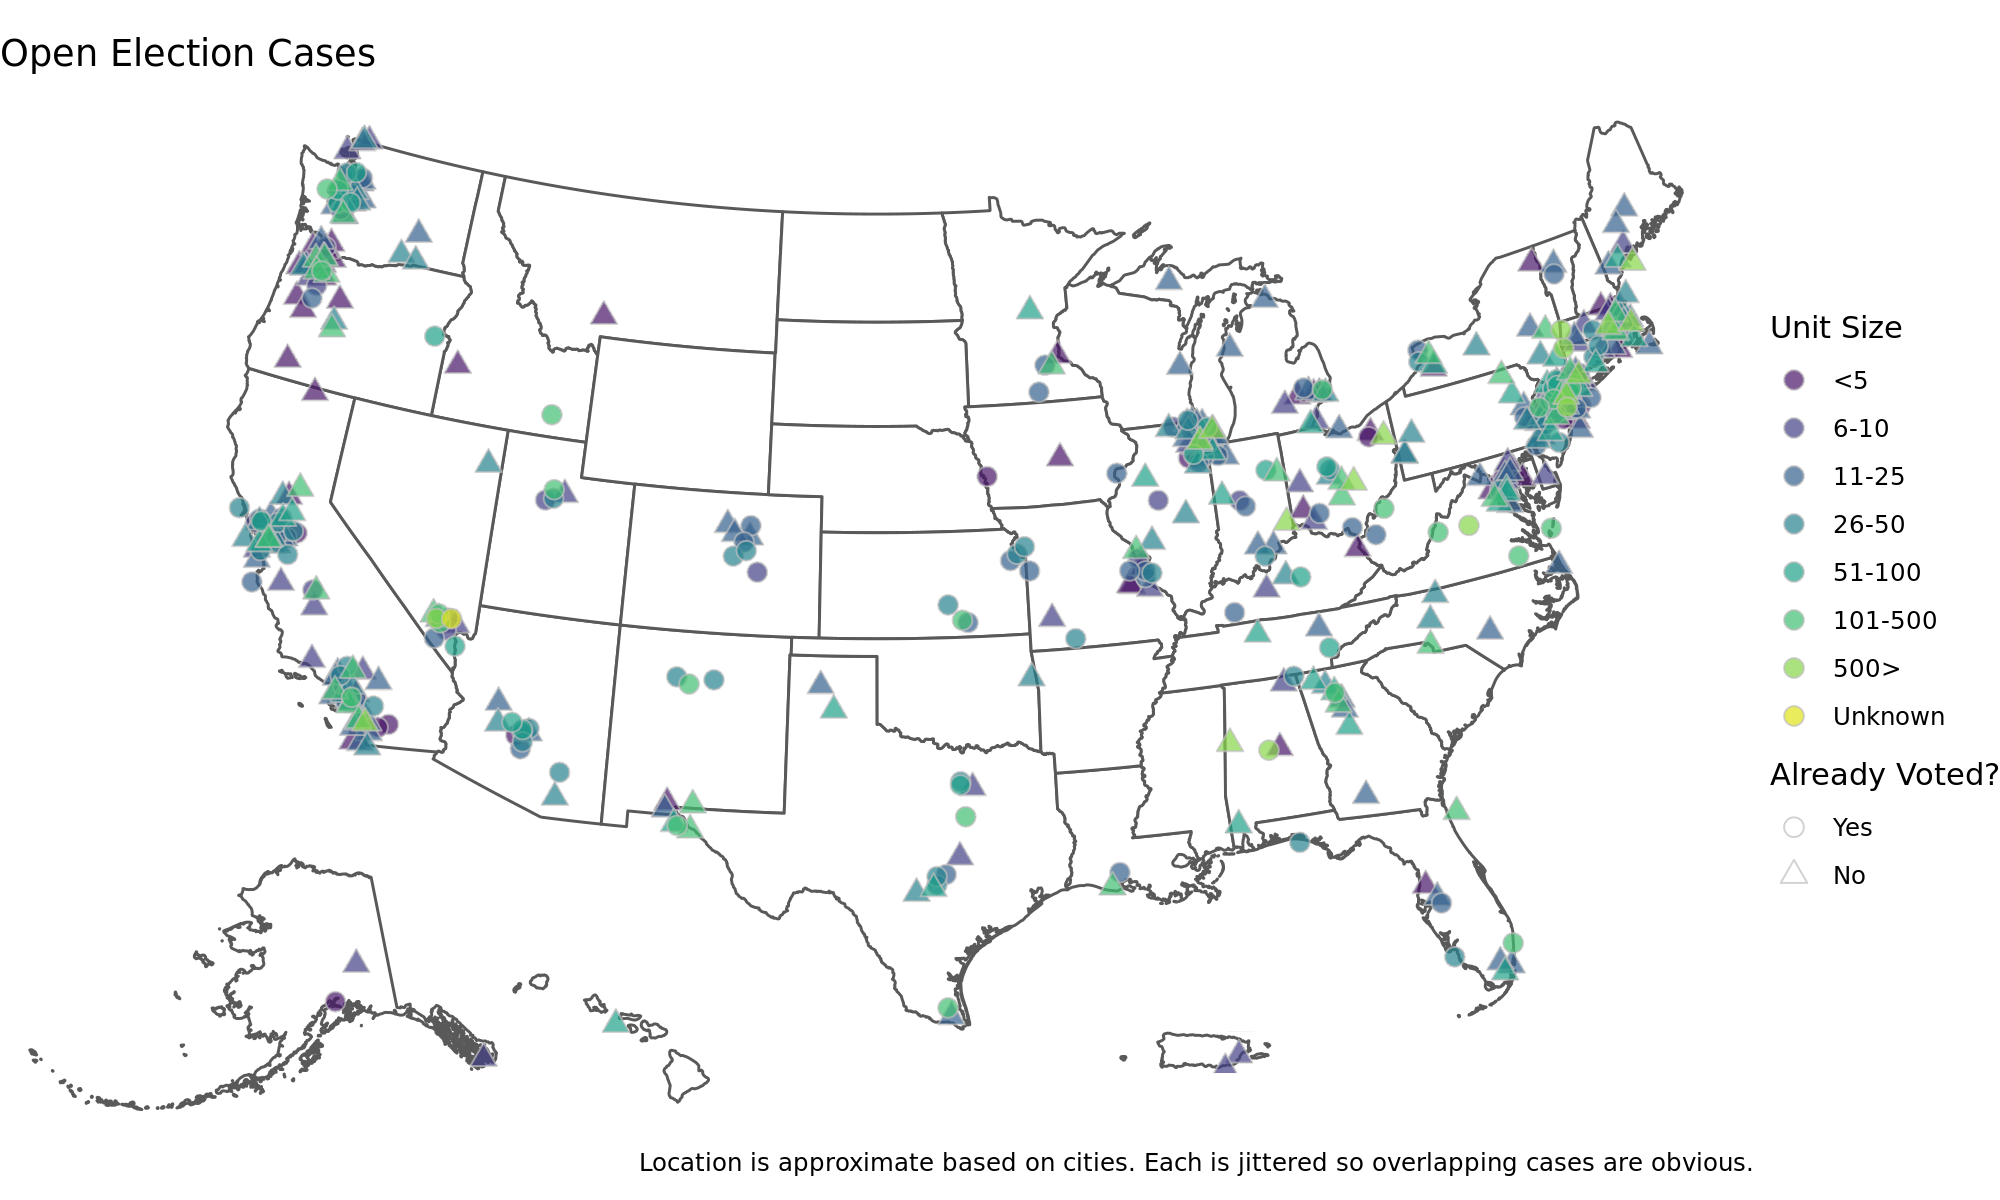 Open Election Cases
Unit Size
<5
6-10
11-25
26-50
51-100
101-500
500>
Unknown
Already Voted?
Yes
No
Location is approximate based on cities. Each is jittered so overlapping cases are obvious.